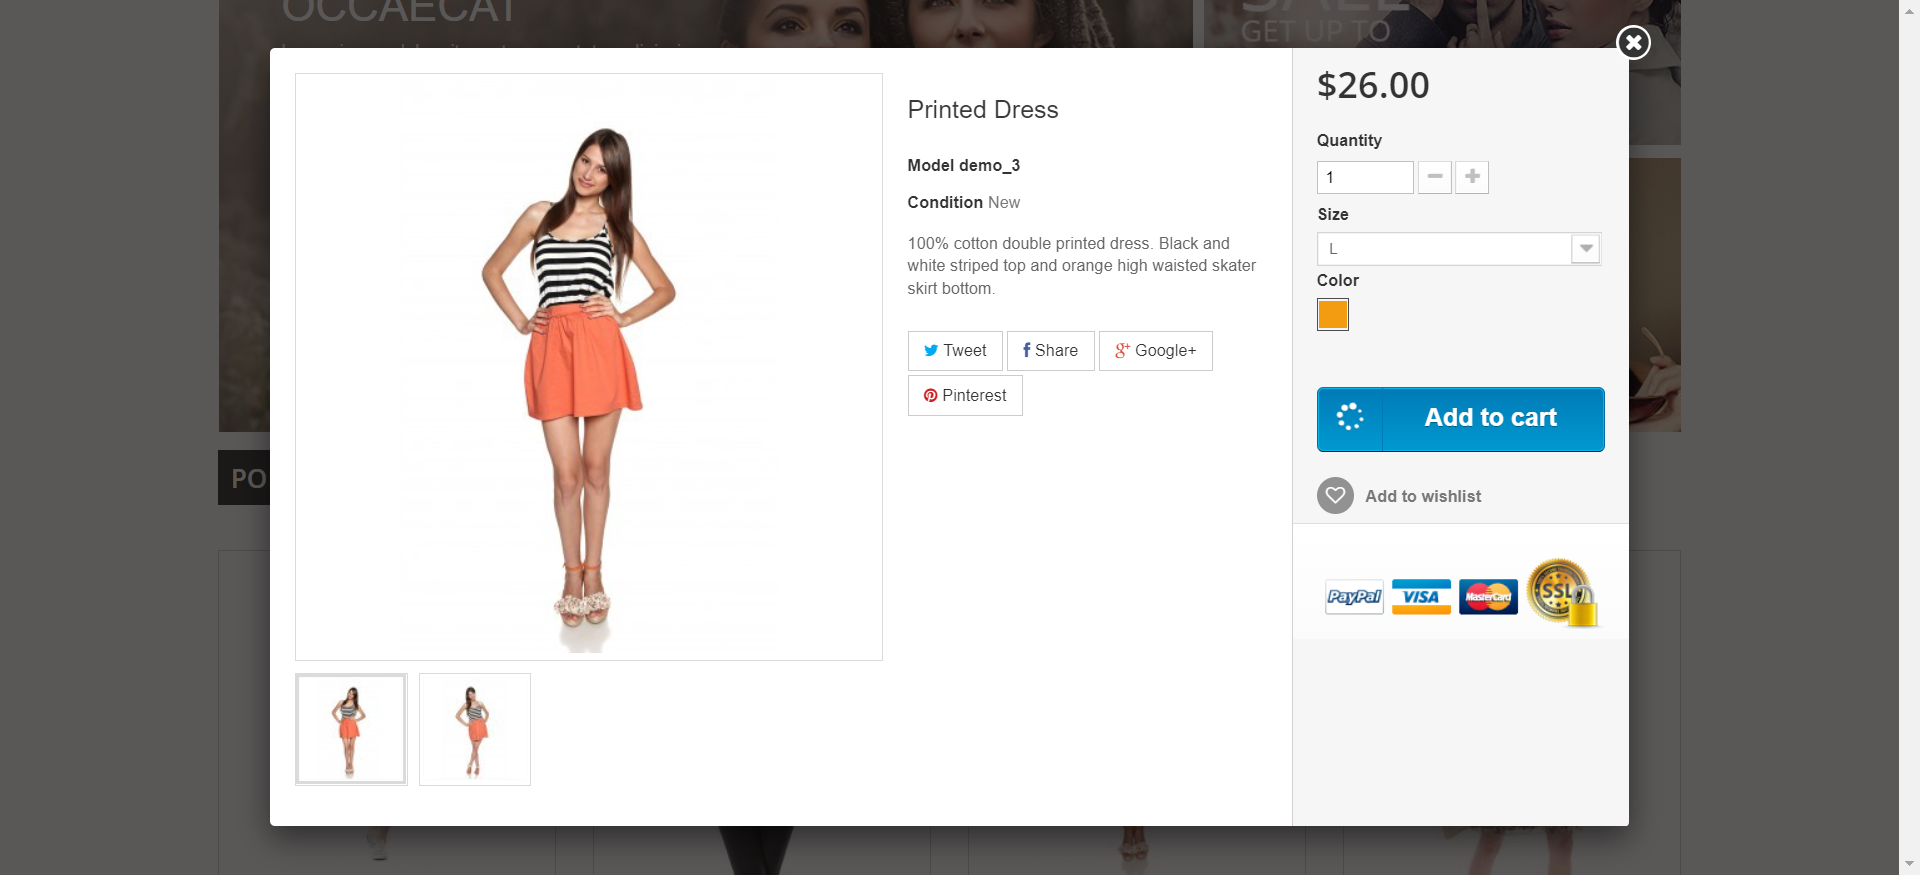 OCCAECAT
SALE
GET UP TO
$26.00
Printed Dress
Quantity
Model demo_3
1
Condition New
Size
100% cotton double printed dress. Black and
white striped top and orange high waisted skater
skirt bottom.
L
Color
Tweet
Share
Google+
Pinterest
Add to cart
PO
Add to wishlist
PayPal
VISA
MasterCard
SSL